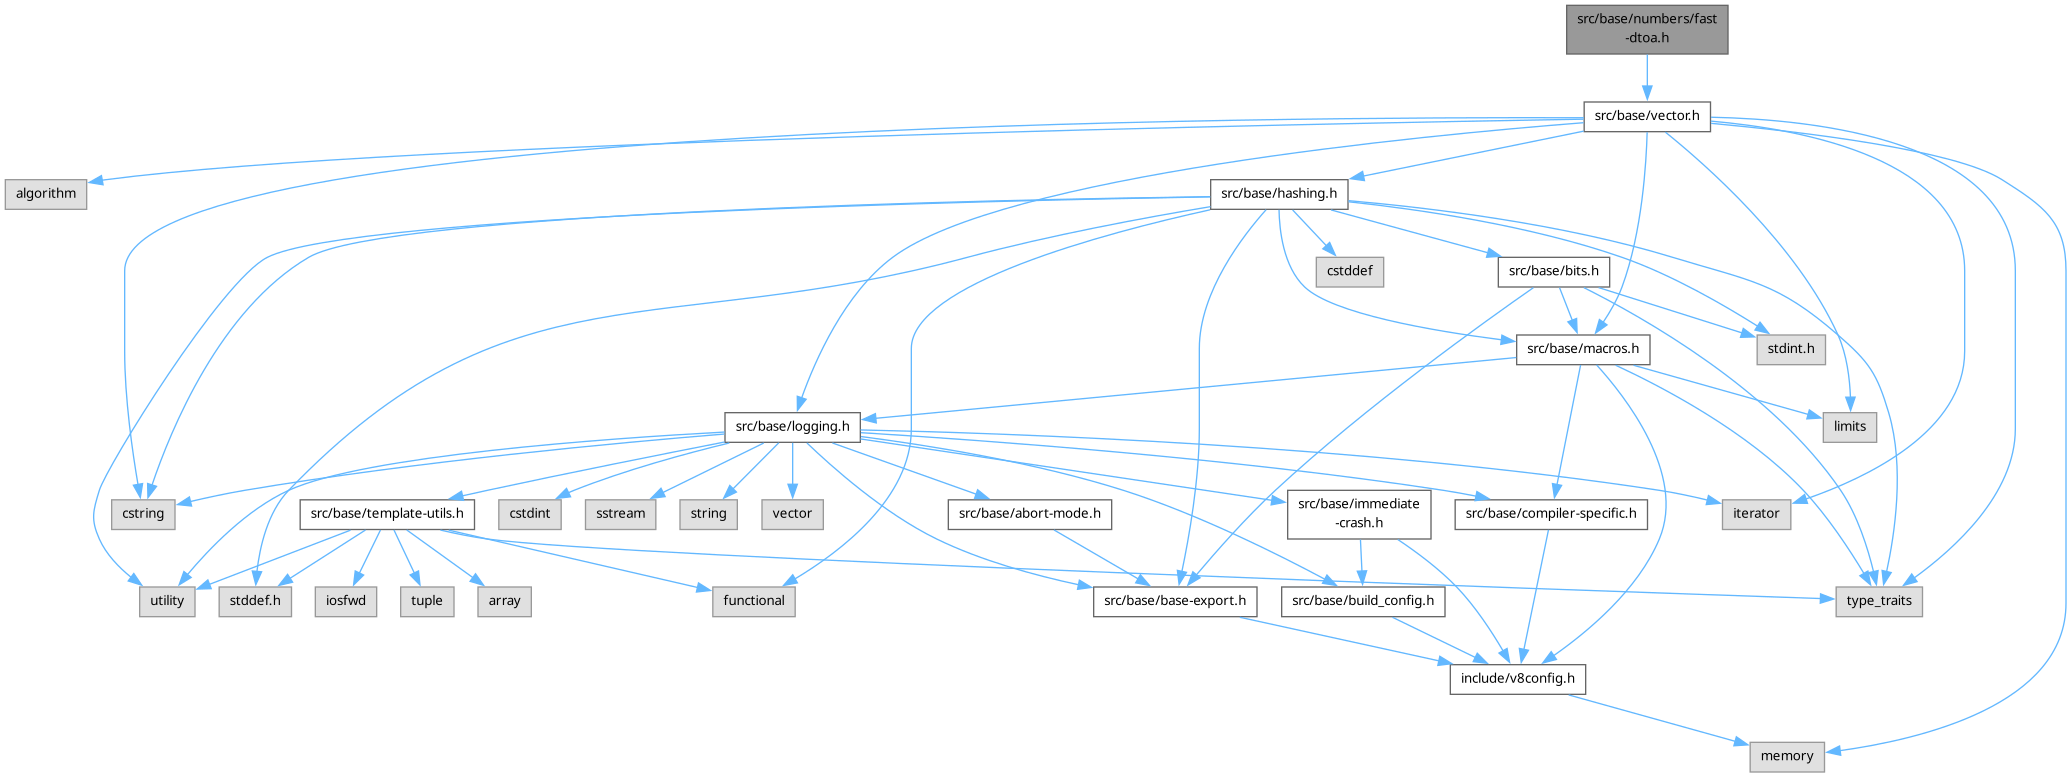 src/base/numbers/fast
-dtoa.h
src/base/vector.h
algorithm
src/base/hashing.h
cstddef
src/base/bits.h
src/base/macros.h
stdint.h
src/base/logging.h
limits
cstring
src/base/template-utils.h
cstdint
sstream
string
vector
src/base/abort-mode.h
src/base/immediate
-crash.h
src/base/compiler-specific.h
iterator
utility
stddef.h
iosfwd
tuple
array
functional
src/base/base-export.h
src/base/build_config.h
type_traits
include/v8config.h
memory